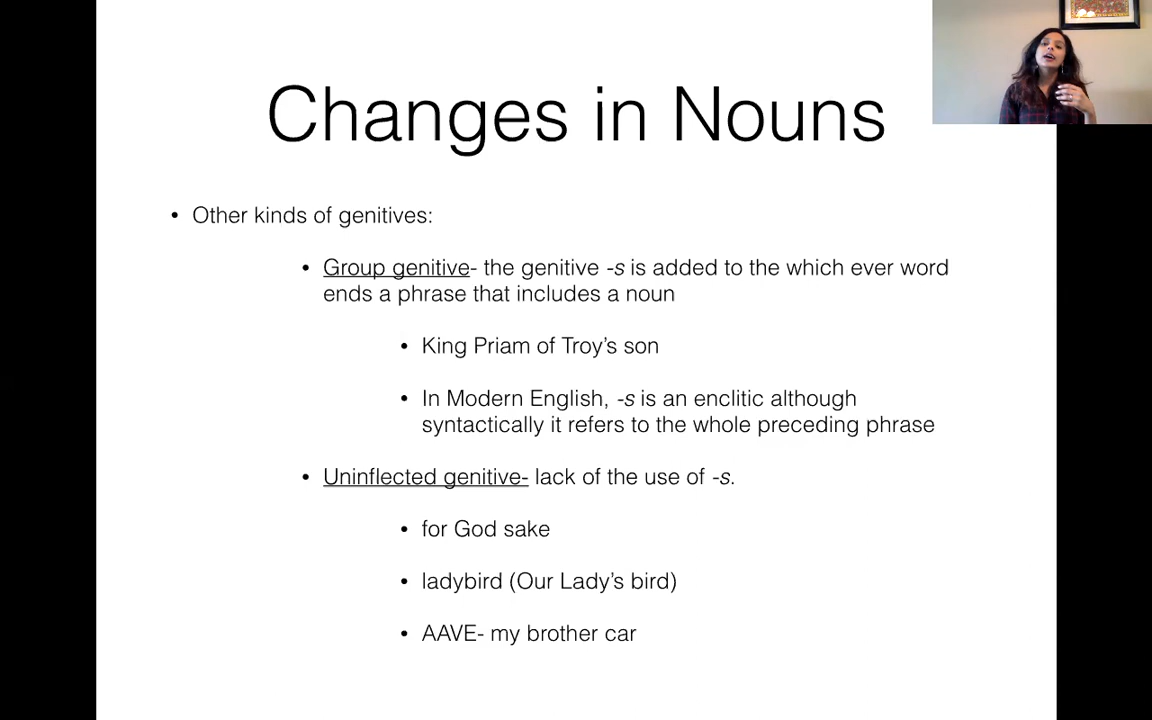 Changes in Nouns
• Other kinds of genitives:
• Group genitive- the genitive -s is added to the which ever word
ends a phrase that includes a noun
• King Priam of Troy’s son
• In Modern English, -s is an enclitic although
syntactically it refers to the whole preceding phrase
• Uninflected genitive- lack of the use of -s.
• for God sake
• ladybird (Our Lady’s bird)
• AAVE- my brother car